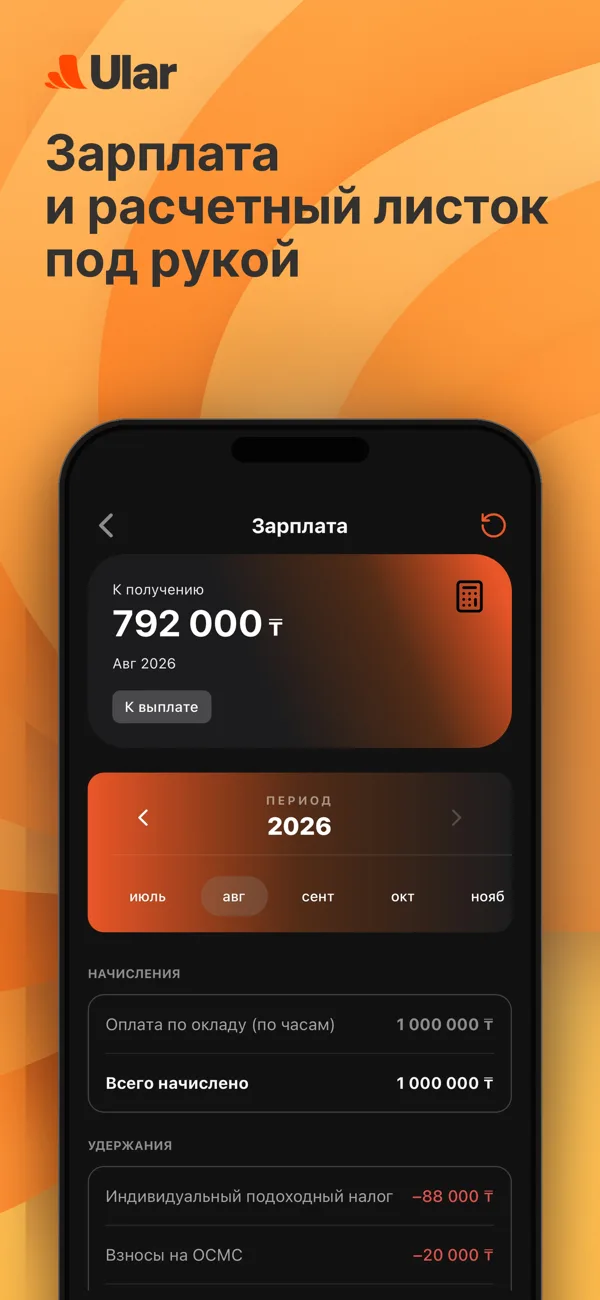 Ular
Зарплата
и расчетный листок
под рукой
Зарплата
К получению
792 000 ₸
Авг 2026
К выплате
ПЕРИОД
2026
июль авг сент окт нояб
НАЧИСЛЕНИЯ
Оплата по окладу (по часам) 1 000 000 ₸
Всего начислено 1 000 000 ₸
УДЕРЖАНИЯ
Индивидуальный подоходный налог –88 000 ₸
Взносы на ОСМС –20 000 ₸